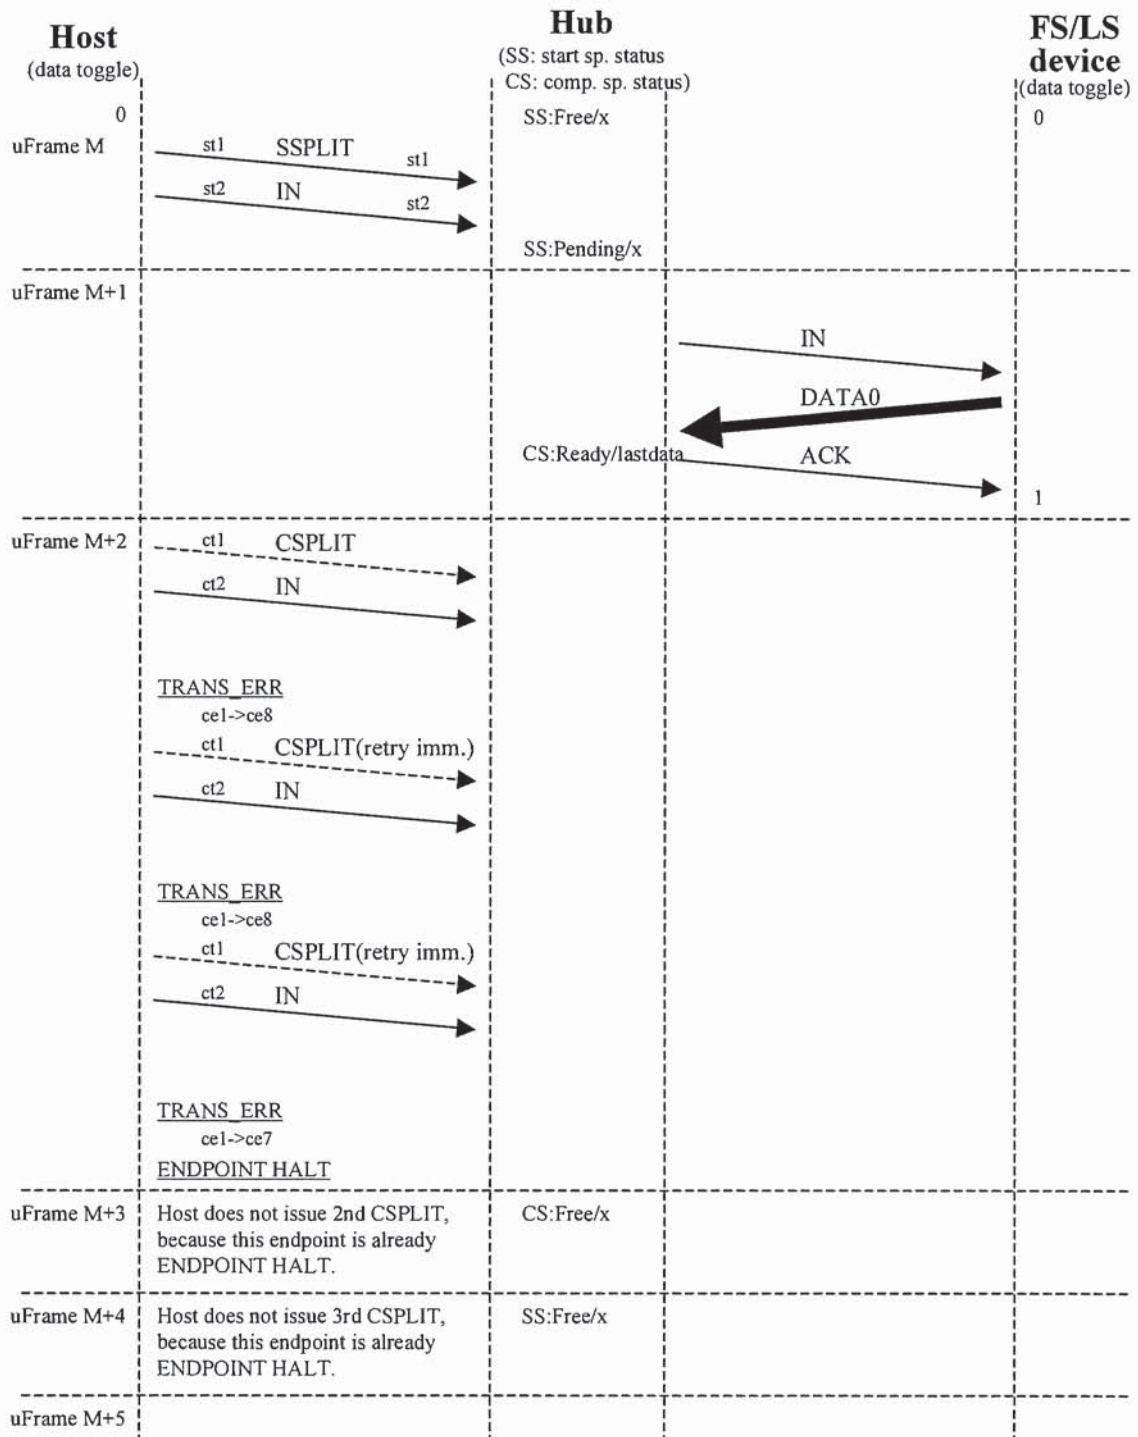 Host
(data toggle)
Hub
(SS: start sp. status
CS: comp. sp. status)
FS/LS
device
(data toggle)
0
SS:Free/x
0
uFrame M
st1 SSPLIT st1
st2 IN st2
SS:Pending/x
uFrame M+1
IN
DATA0
CS:Ready/lastdata
ACK
1
uFrame M+2
ct1 CSPLIT
ct2 IN
TRANS_ERR
ce1->ce8
ct1 CSPLIT(retry imm.)
ct2 IN
TRANS_ERR
ce1->ce8
ct1 CSPLIT(retry imm.)
ct2 IN
TRANS_ERR
ce1->ce7
ENDPOINT HALT
uFrame M+3
Host does not issue 2nd CSPLIT,
because this endpoint is already
ENDPOINT HALT.
CS:Free/x
uFrame M+4
Host does not issue 3rd CSPLIT,
because this endpoint is already
ENDPOINT HALT.
SS:Free/x
uFrame M+5